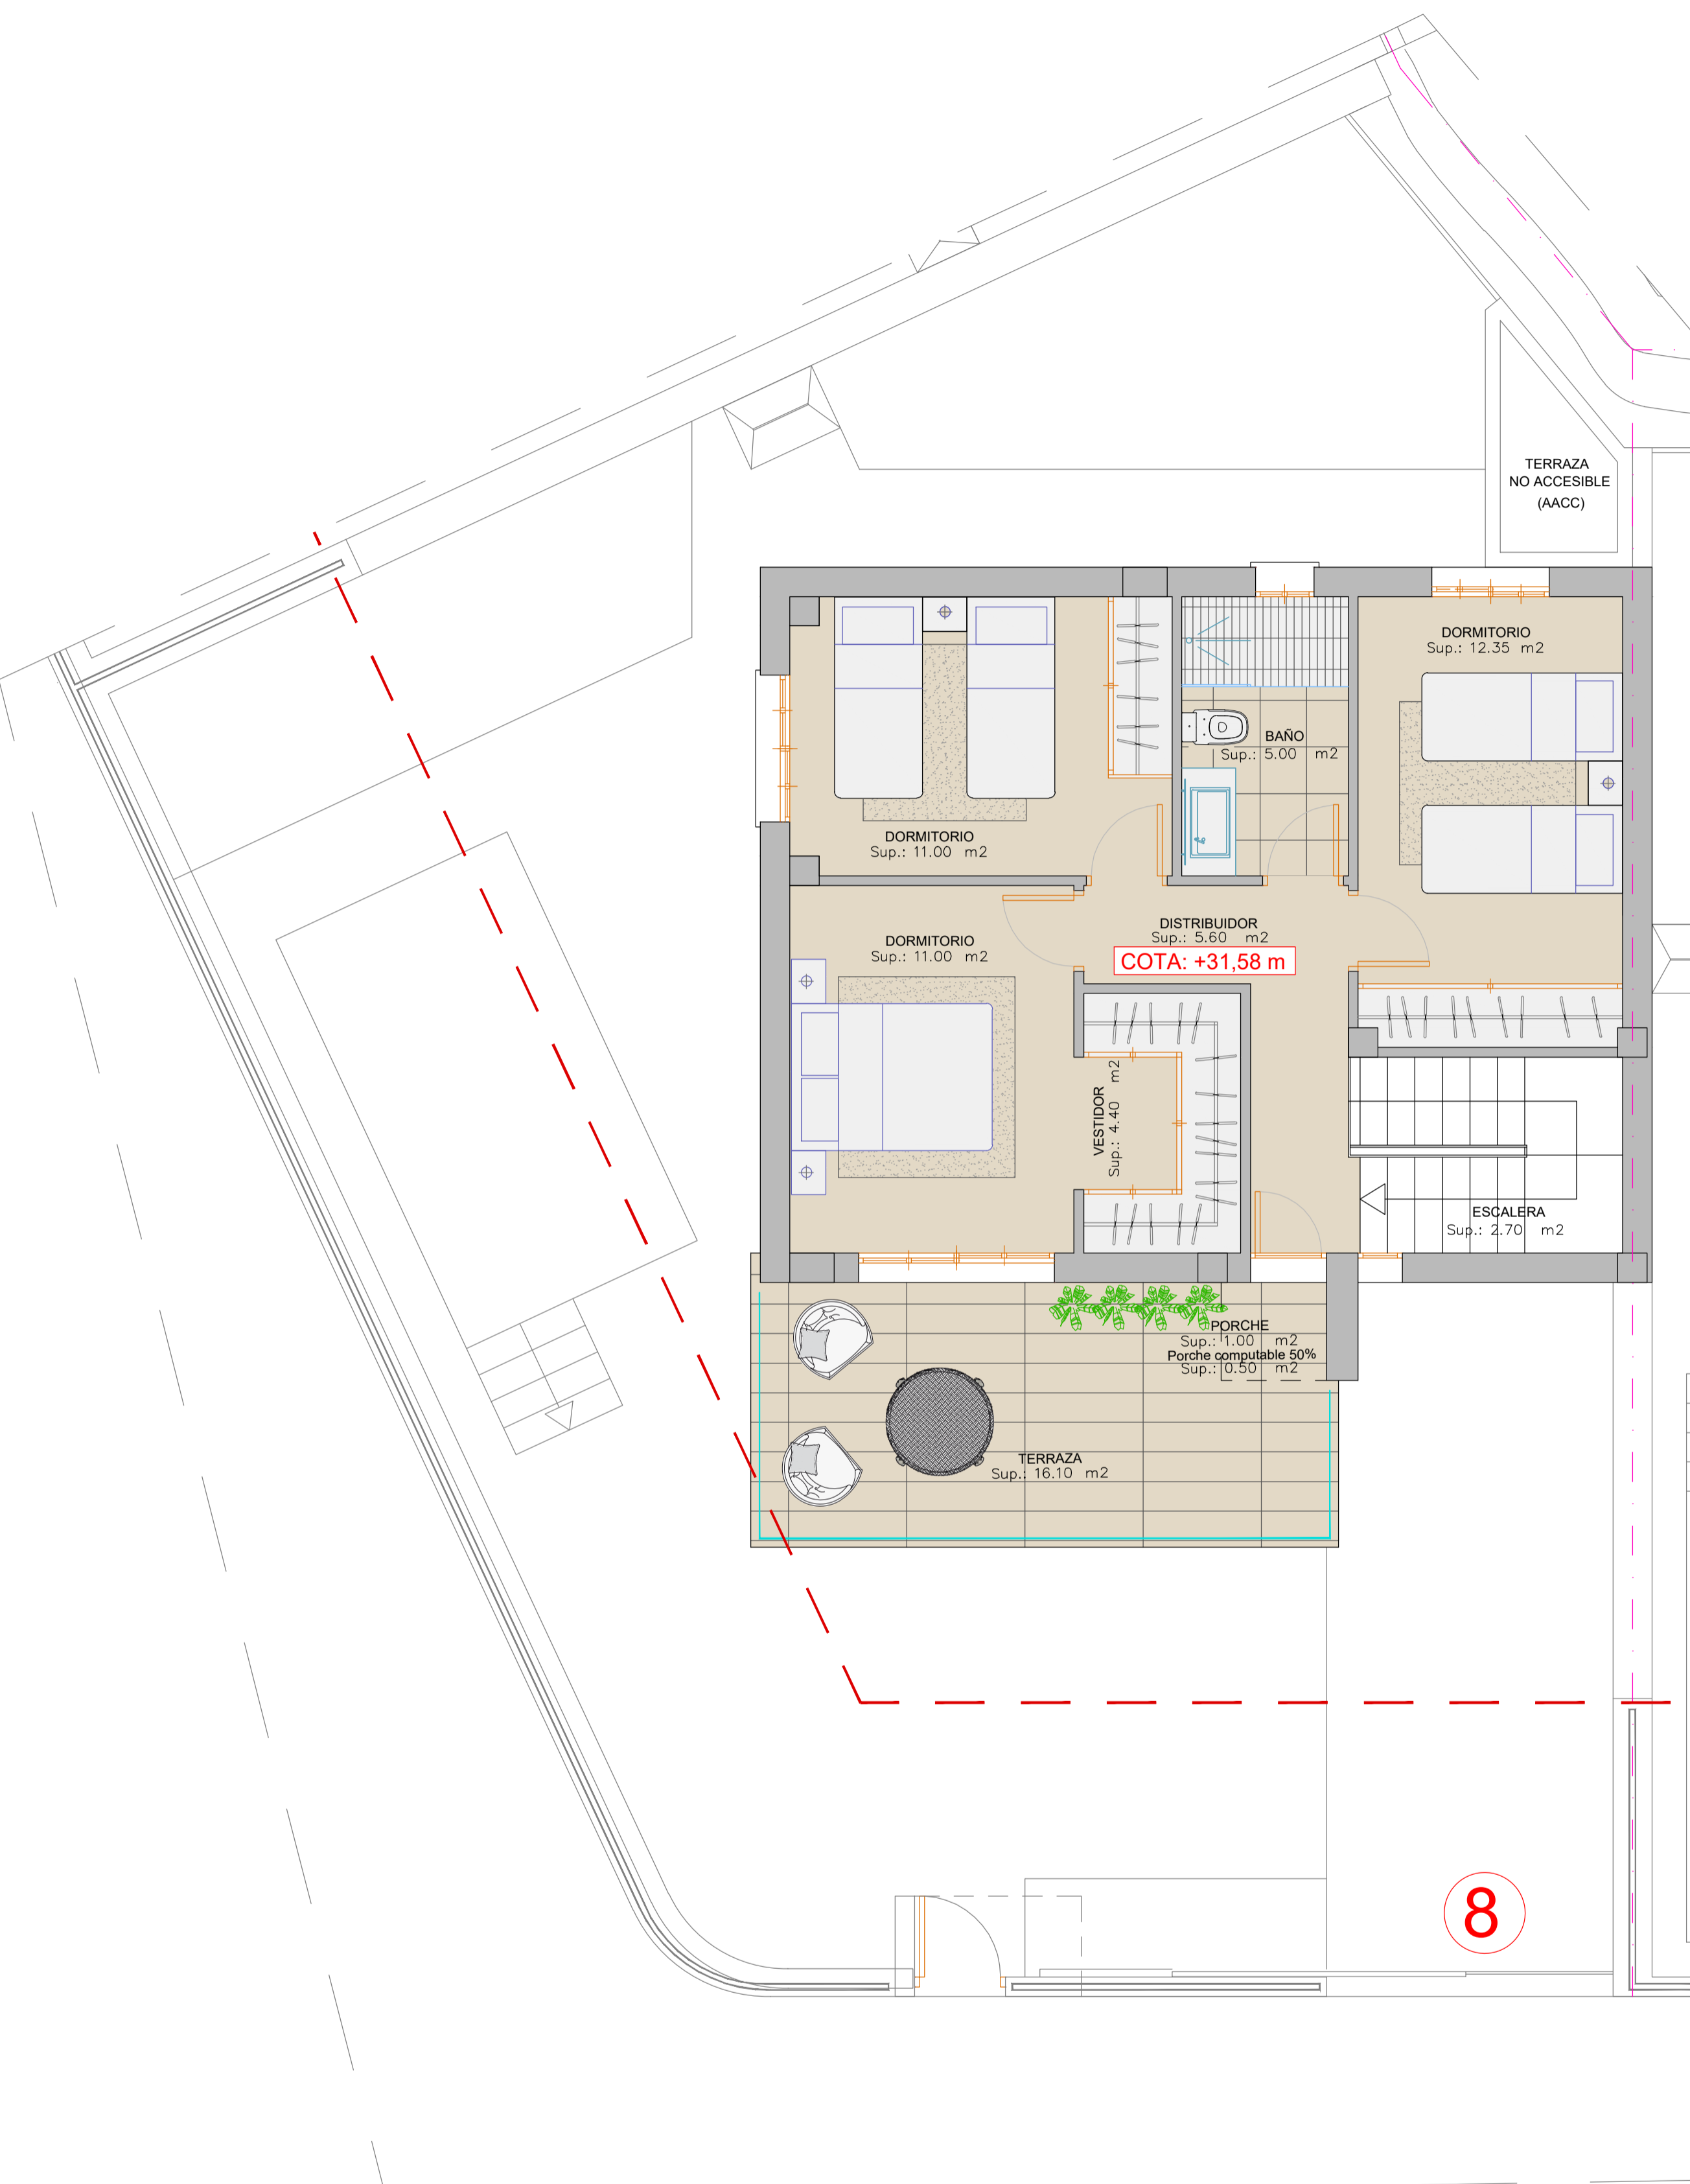 TERRAZA
NO ACCESIBLE
(AACC)
DORMITORIO
Sup.: 12.35 m2
BAÑO
Sup.: 5.00 m2
DORMITORIO
Sup.: 11.00 m2
DISTRIBUIDOR
Sup.: 5.60 m2
COTA: +31,58 m
DORMITORIO
Sup.: 11.00 m2
VESTIDOR
Sup.: 4.40 m2
ESCALERA
Sup.: 2.70 m2
PORCHE
Sup.: 1.00 m2
Porche computable 50%
Sup.: 0.50 m2
TERRAZA
Sup.: 16.10 m2
8